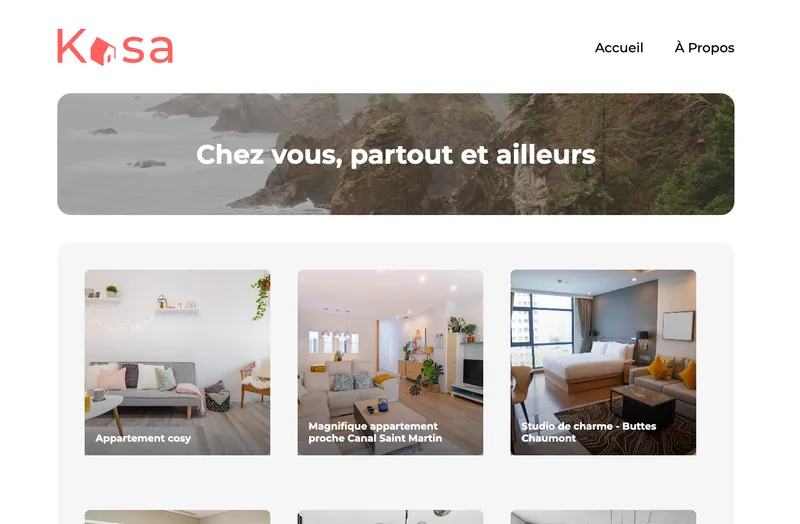 Kasa
Accueil
À Propos
Chez vous, partout et ailleurs
Appartement cosy
Magnifique appartement
proche Canal Saint Martin
Studio de charme - Buttes
Chaumont